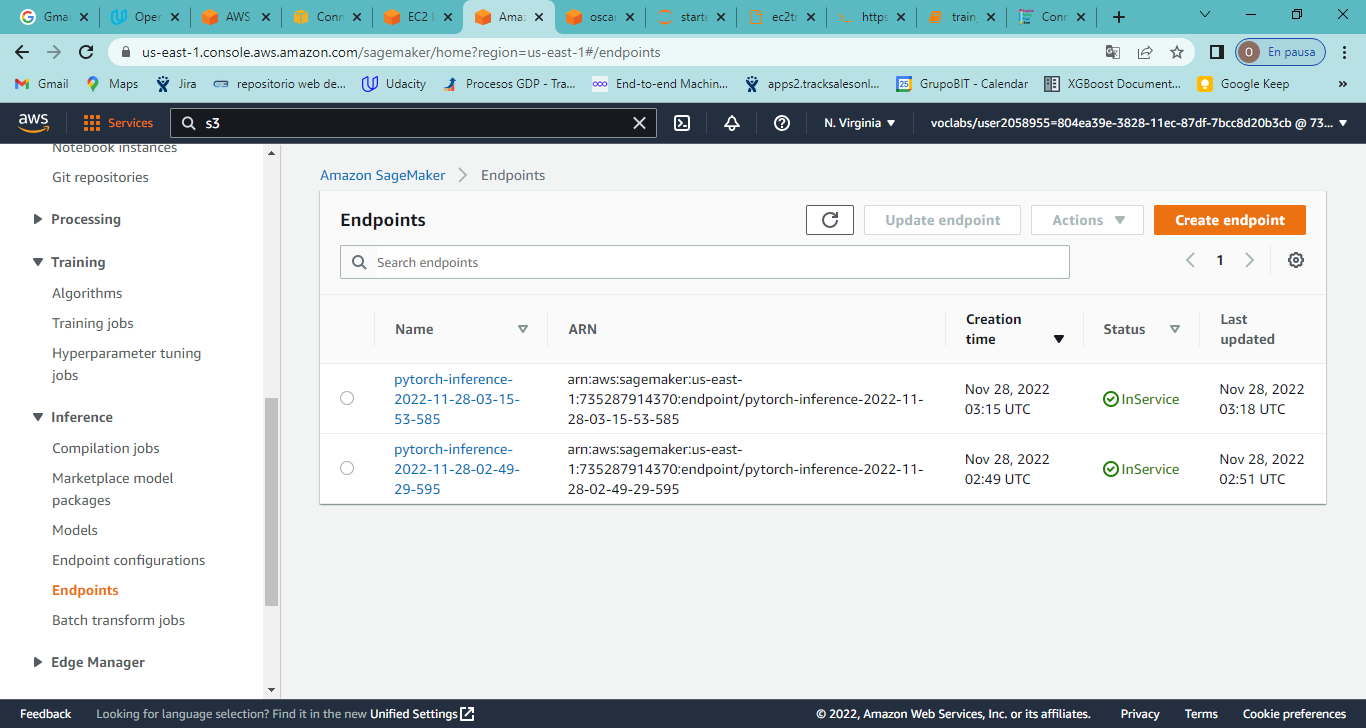 Gmai
Oper
AWS
Conn
EC2 I
Amaz
oscar
starte
ec2tr
https
train_
Conn
us-east-1.console.aws.amazon.com/sagemaker/home?region=us-east-1#/endpoints
O
En pausa
Gmail
Maps
Jira
repositorio web de...
Udacity
Procesos GDP - Tra...
End-to-end Machin...
apps2.tracksalesonl...
GrupoBIT - Calendar
XGBoost Document...
Google Keep
»
aws
Services
s3
N. Virginia
voclabs/user2058955=804ea39e-3828-11ec-87df-7bcc8d20b3cb @ 73...
Notebook instances
Git repositories
Processing
Training
Algorithms
Training jobs
Hyperparameter tuning
jobs
Inference
Compilation jobs
Marketplace model
packages
Models
Endpoint configurations
Endpoints
Batch transform jobs
Edge Manager
Amazon SageMaker
Endpoints
Endpoints
Update endpoint
Actions
Create endpoint
Search endpoints
1
Name
ARN
Creation
time
Status
Last
updated
pytorch-inference-
2022-11-28-03-15-
53-585
arn:aws:sagemaker:us-east-
1:735287914370:endpoint/pytorch-inference-2022-11-
28-03-15-53-585
Nov 28, 2022
03:15 UTC
InService
Nov 28, 2022
03:18 UTC
pytorch-inference-
2022-11-28-02-49-
29-595
arn:aws:sagemaker:us-east-
1:735287914370:endpoint/pytorch-inference-2022-11-
28-02-49-29-595
Nov 28, 2022
02:49 UTC
InService
Nov 28, 2022
02:51 UTC
Feedback
Looking for language selection? Find it in the new Unified Settings
© 2022, Amazon Web Services, Inc. or its affiliates.
Privacy
Terms
Cookie preferences